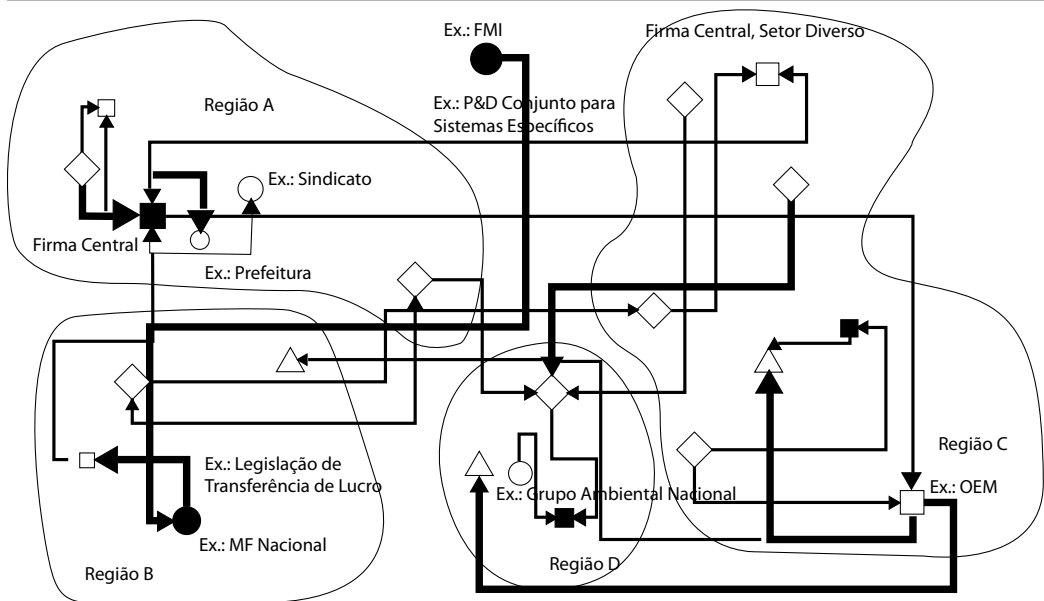 Ex.: FMI
Firma Central, Setor Diverso
Região A
Ex.: P&D Conjunto para
Sistemas Específicos
Ex.: Sindicato
Firma Central
Ex.: Prefeitura
Região C
Ex.: Legislação de
Transferência de Lucro
Ex.: OEM
Ex.: Grupo Ambiental Nacional
Ex.: MF Nacional
Região D
Região B